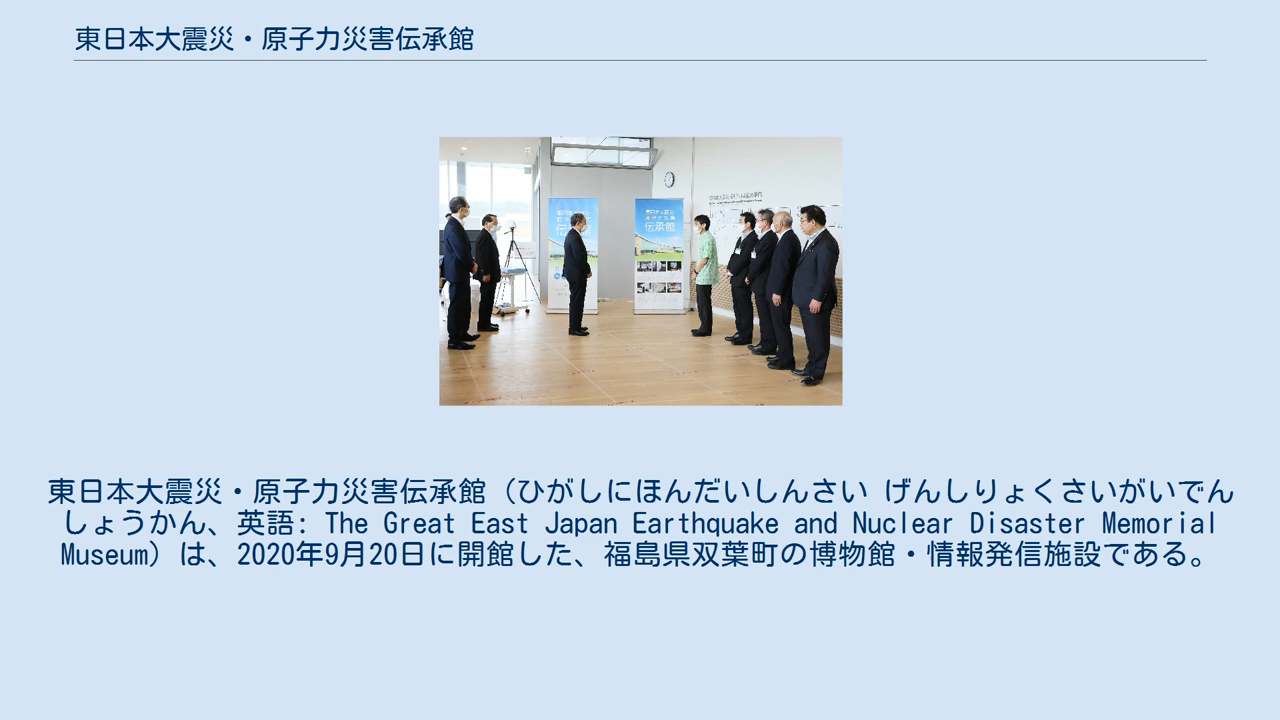 東日本大震災・原子力災害伝承館
伝承館
東日本大震災・原子力災害伝承館（ひがしにほんだいしんさい げんしりょくさいがいでん
しょうかん、英語: The Great East Japan Earthquake and Nuclear Disaster Memorial
Museum）は、2020年9月20日に開館した、福島県双葉町の博物館・情報発信施設である。